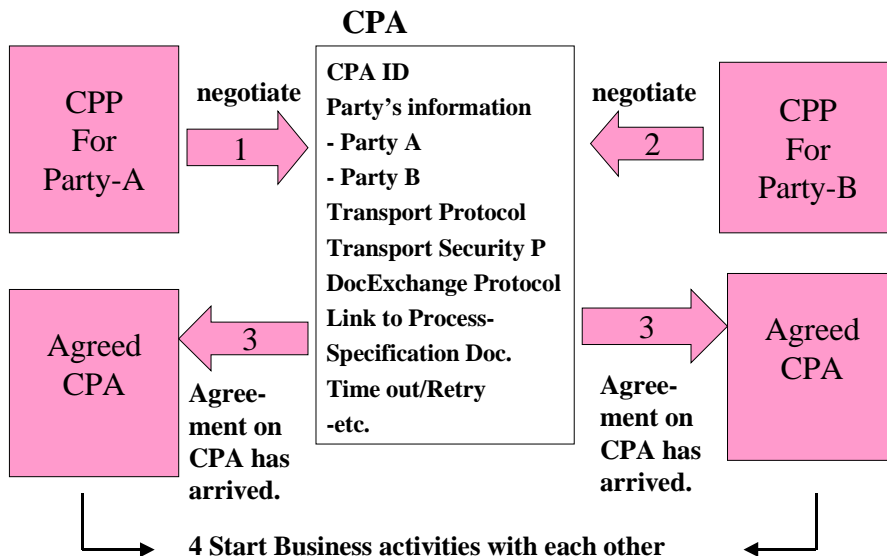 CPA
CPP
For
Party-A
negotiate
1
CPA ID
Party's information
- Party A
- Party B
Transport Protocol
Transport Security P
DocExchange Protocol
Link to Process-
Specification Doc.
Time out/Retry
-etc.
negotiate
2
CPP
For
Party-B
Agreed
CPA
3
Agree-
ment on
CPA has
arrived.
3
Agree-
ment on
CPA has
arrived.
Agreed
CPA
4 Start Business activities with each other